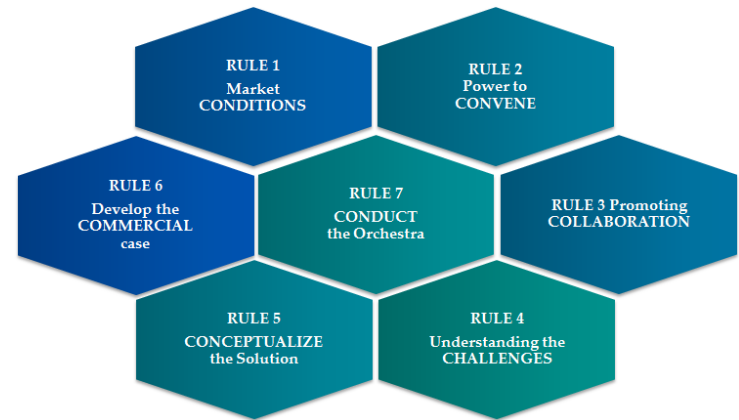 RULE 1
Market
CONDITIONS
RULE 2
Power to
CONVENE
RULE 6
Develop the
COMMERCIAL
case
RULE 7
CONDUCT
the Orchestra
RULE 3 Promoting
COLLABORATION
RULE 5
CONCEPTUALIZE
the Solution
RULE 4
Understanding the
CHALLENGES